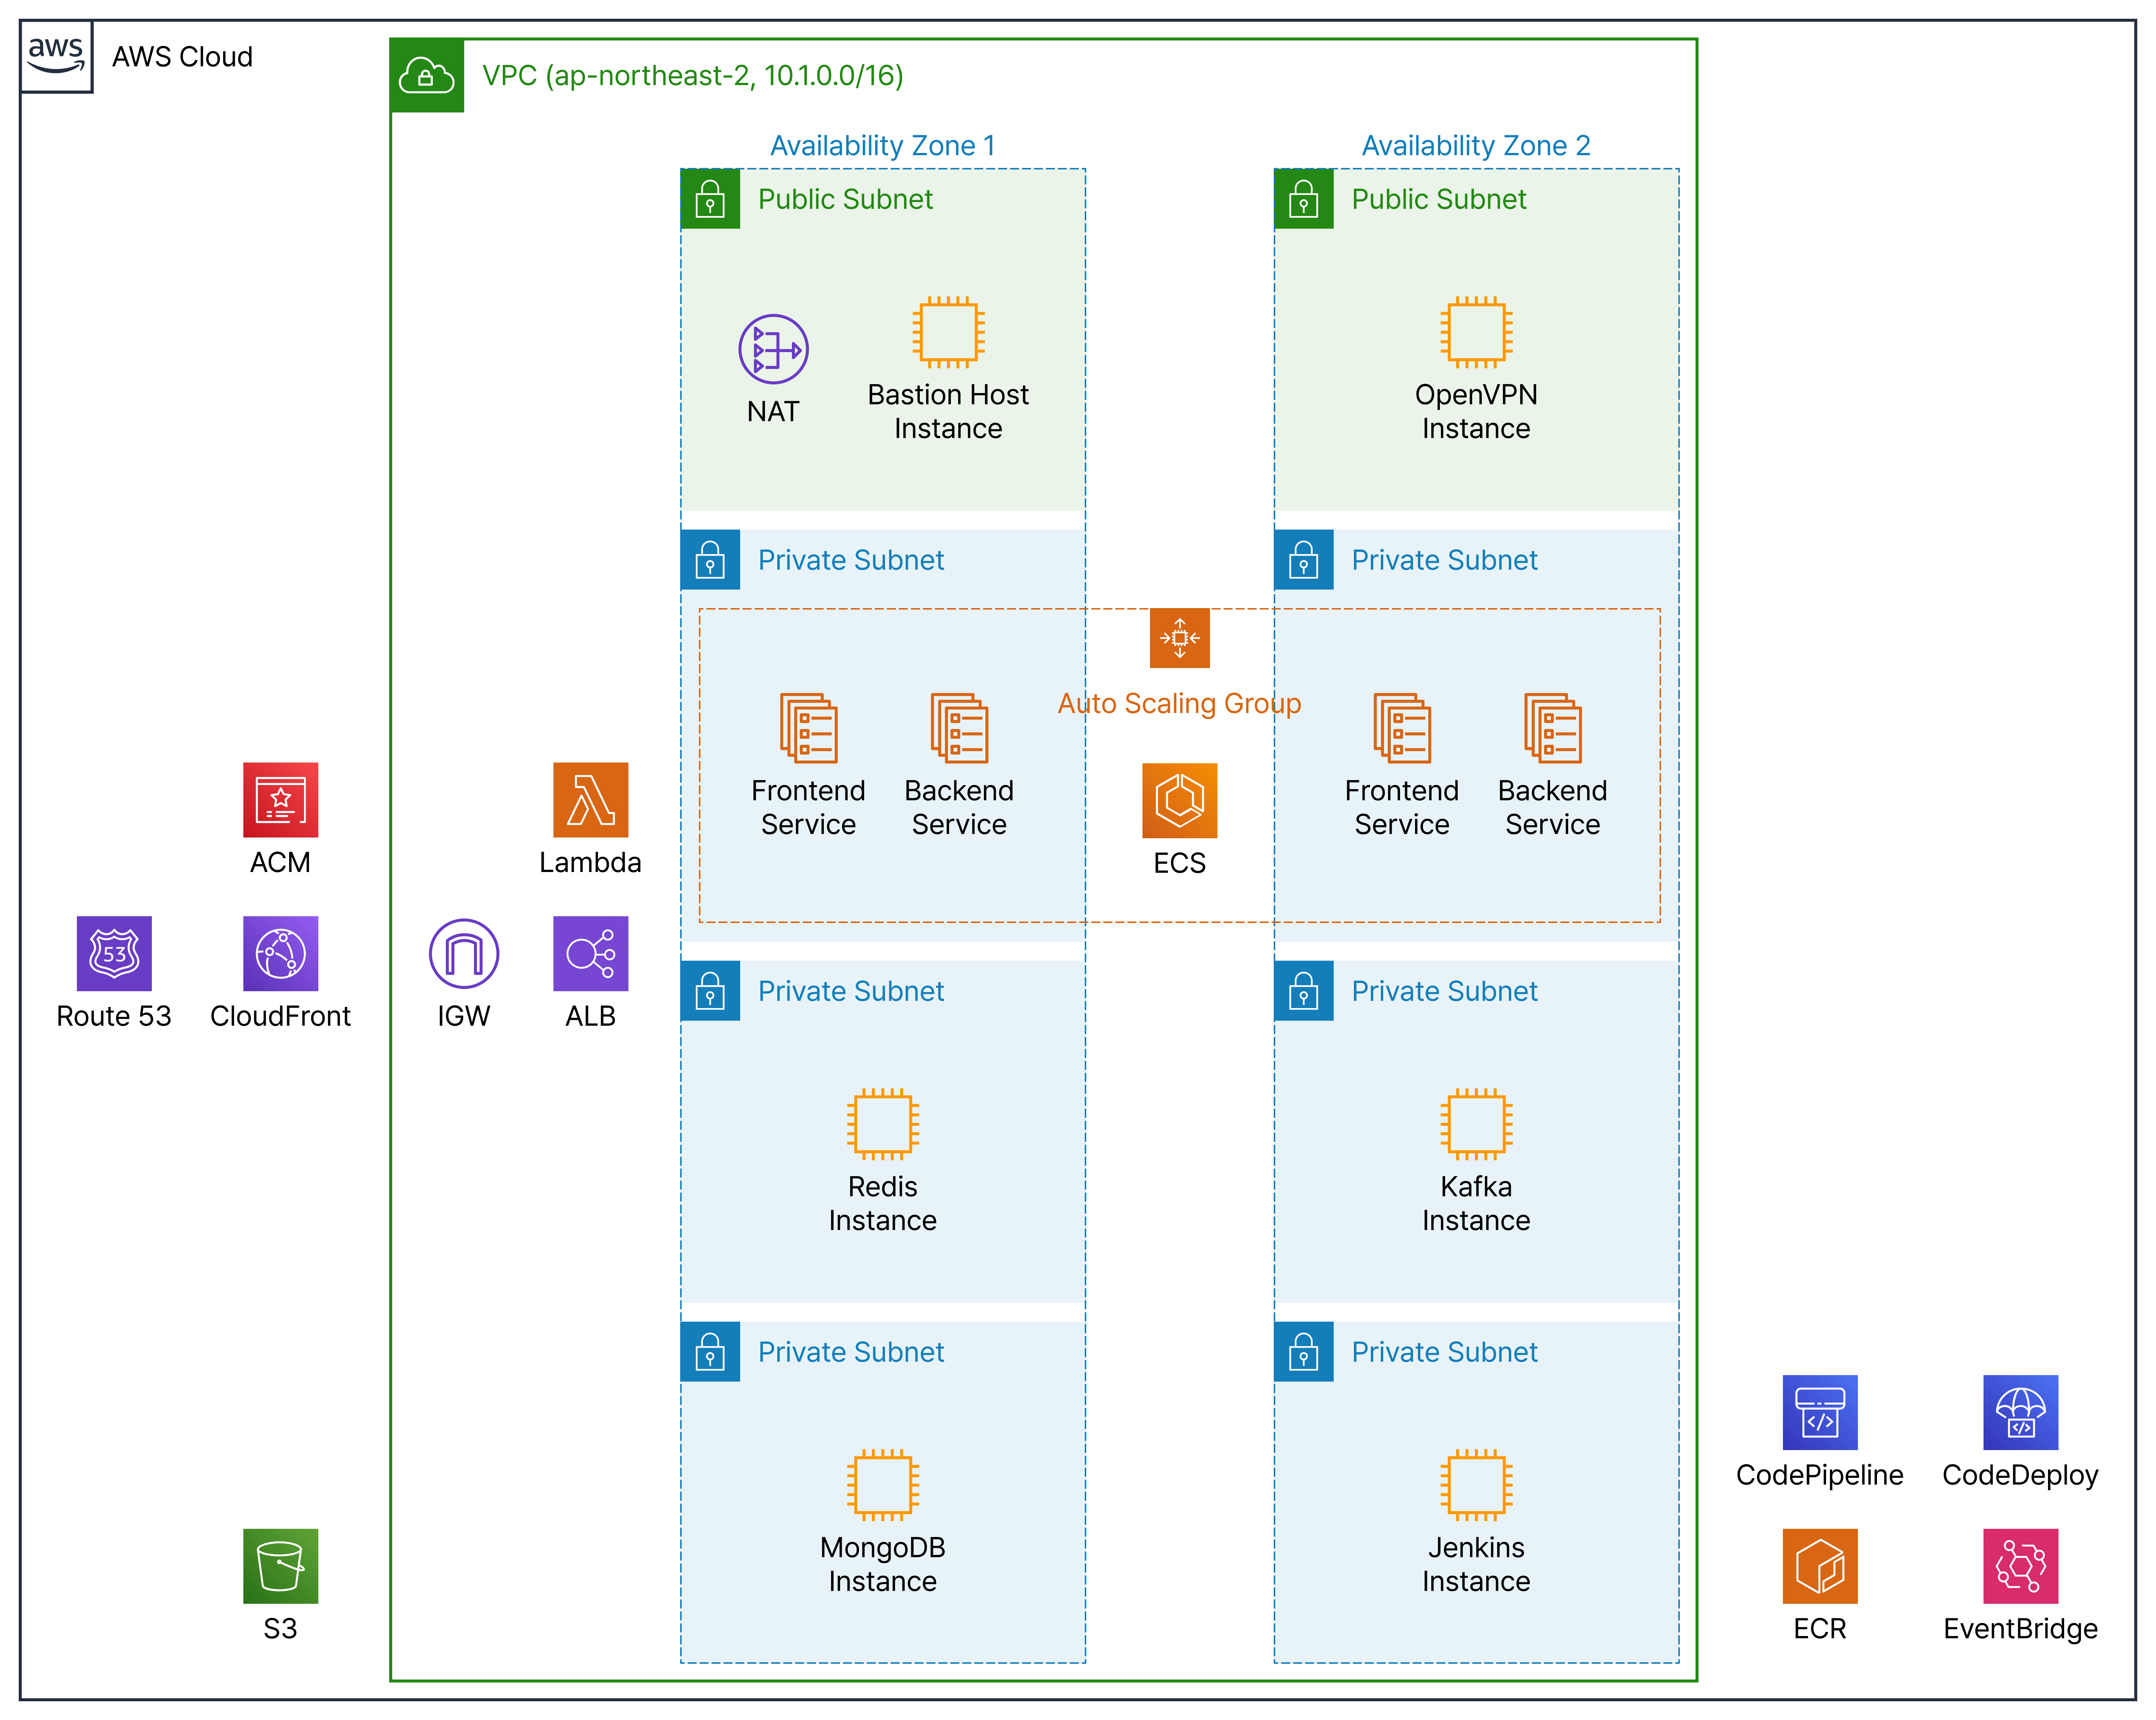 aws
AWS Cloud
VPC (ap-northeast-2, 10.1.0.0/16)
Availability Zone 1
Availability Zone 2
Public Subnet
Public Subnet
NAT
Bastion Host
Instance
OpenVPN
Instance
Private Subnet
Private Subnet
Auto Scaling Group
Frontend
Service
Backend
Service
ECS
Frontend
Service
Backend
Service
ACM
Lambda
53
Route 53
CloudFront
IGW
ALB
Private Subnet
Private Subnet
Redis
Instance
Kafka
Instance
Private Subnet
Private Subnet
MongoDB
Instance
Jenkins
Instance
CodePipeline
CodeDeploy
S3
ECR
EventBridge